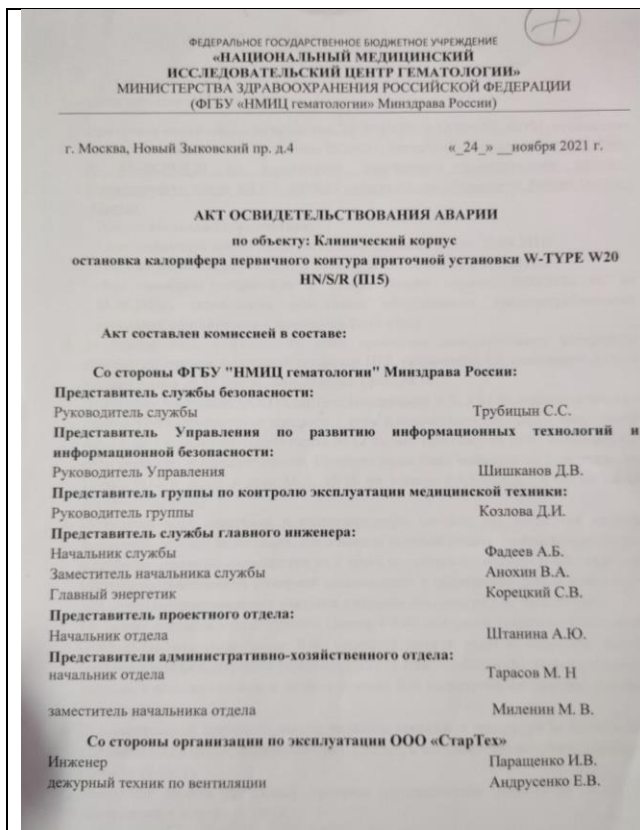 ФЕДЕРАЛЬНОЕ ГОСУДАРСТВЕННОЕ БЮДЖЕТНОЕ УЧРЕЖДЕНИЕ
«НАЦИОНАЛЬНЫЙ МЕДИЦИНСКИЙ
ИССЛЕДОВАТЕЛЬСКИЙ ЦЕНТР ГЕМАТОЛОГИИ»
МИНИСТЕРСТВА ЗДРАВООХРАНЕНИЯ РОССИЙСКОЙ ФЕДЕРАЦИИ
(ФГБУ «НМИЦ гематологии» Минздрава России)
г. Москва, Новый Зыковский пр. д.4 «_24_» __ноября 2021 г.
АКТ ОСВИДЕТЕЛЬСТВОВАНИЯ АВАРИИ
по объекту: Клинический корпус
остановка калорифера первичного контура приточной установки W-TYPE W20
HN/S/R (П15)
Акт составлен комиссией в составе:
Со стороны ФГБУ "НМИЦ гематологии" Минздрава России:
Представитель службы безопасности:
Руководитель службы Трубицын С.С.
Представитель Управления по развитию информационных технологий и
информационной безопасности:
Руководитель Управления Шишканов Д.В.
Представитель группы по контролю эксплуатации медицинской техники:
Руководитель группы Козлова Д.И.
Представитель службы главного инженера:
Начальник службы Фадеев А.Б.
Заместитель начальника службы Анохин В.А.
Главный энергетик Корецкий С.В.
Представитель проектного отдела:
Начальник отдела Штанина А.Ю.
Представители административно-хозяйственного отдела:
начальник отдела Тарасов М. Н
заместитель начальника отдела Миленин М. В.
Со стороны организации по эксплуатации ООО «СтарТех»
Инженер Паращенко И.В.
дежурный техник по вентиляции Андрусенко Е.В.